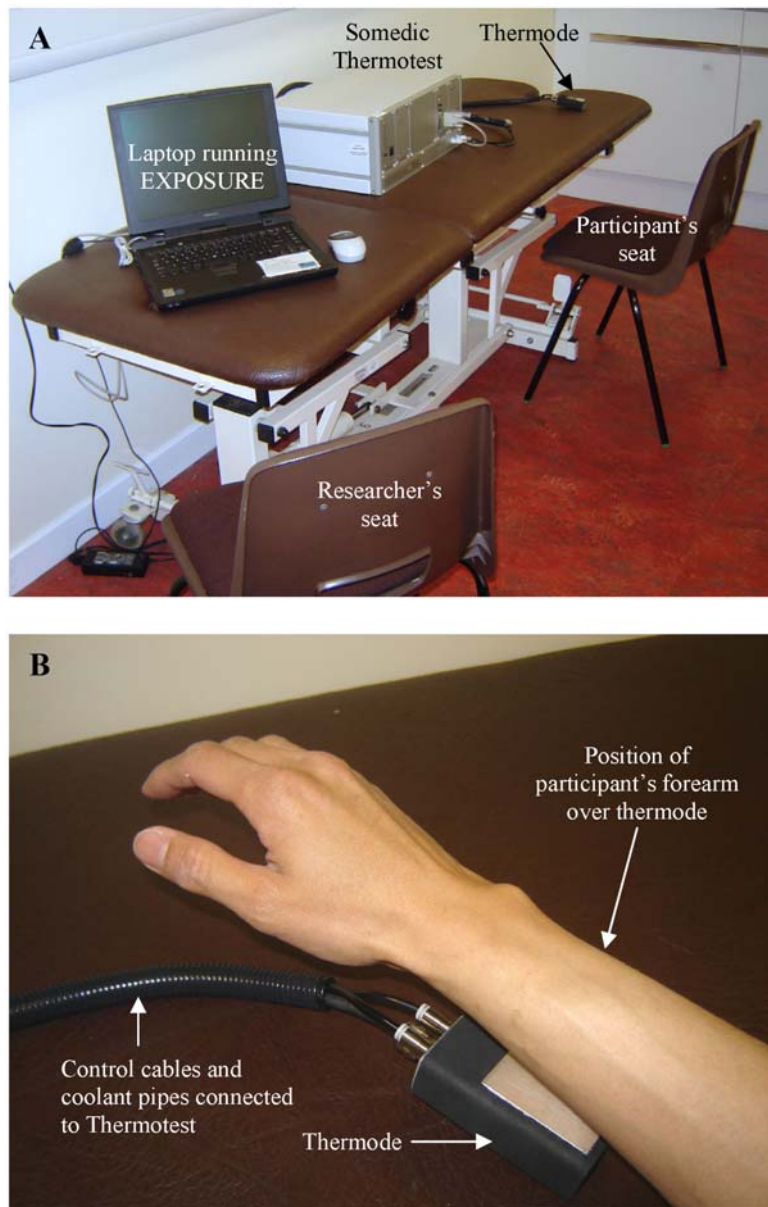 A
Somedic
Thermotest
Thermode
Laptop running
EXPOSURE
Participant's
seat
Researcher's
seat
B
Position of
participant's forearm
over thermode
Control cables and
coolant pipes connected
to Thermotest
Thermode